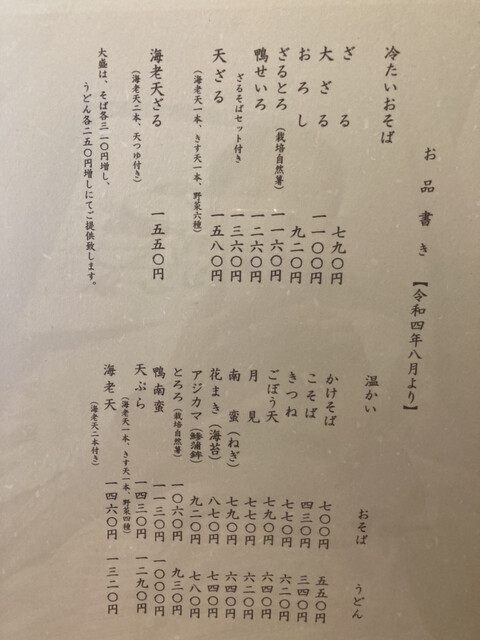 お品書き 【令和四年八月より】
冷たいおそば
ざる 七九〇円
大ざる 一一〇〇円
おろし 九二〇円
ざるとろ(栽培自然薯) 一一六〇円
鴨せいろ 一二六〇円
ざるそばセット付き 一三六〇円
天ざる 一五八〇円
(海老天一本、きす天一本、野菜六種)
海老天ざる 一五五〇円
(海老天二本、天つゆ付き)
大盛は、そば各三一〇円増し、
うどん各二五〇円増しにてご提供致します。
温かい おそば うどん
かけそば 七〇〇円 五五〇円
こそば 四三〇円 三四〇円
きつね 七七〇円 六二〇円
ごぼう天 七九〇円 六四〇円
月見 七七〇円 六二〇円
南蛮(ねぎ) 七九〇円 六四〇円
花まき(海苔) 八七〇円 七四〇円
アジカマ(鯵蒲鉾) 九二〇円 七八〇円
とろろ(栽培自然薯) 一〇六〇円 九三〇円
鴨南蛮 一一三〇円 一〇〇〇円
天ぷら 一四三〇円 一二九〇円
(海老天一本、きす天一本、野菜四種)
海老天 一四六〇円 一三二〇円
(海老天二本付き)